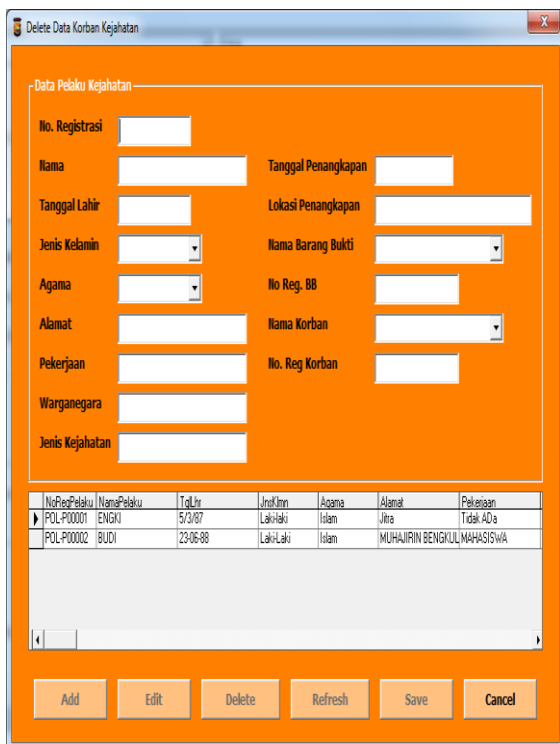 Delete Data Korban Kejahatan
Data Pelaku Kejahatan
No. Registrasi
Nama
Tanggal Penangkapan
Tanggal Lahir
Lokasi Penangkapan
Jenis Kelamin
Nama Barang Bukti
Agama
No Reg. BB
Alamat
Nama Korban
Pekerjaan
No. Reg Korban
Warganegara
Jenis Kejahatan
NoRegPelaku NamaPelaku TglLhr JnsKlmn Agama Alamat Pekerjaan
POL-P00001 ENGKI 5/3/87 Laki-laki Islam Jitra Tidak ADa
POL-P00002 BUDI 23-06-88 Laki-Laki Islam MUHAJIRIN BENGKUL MAHASISWA
Add Edit Delete Refresh Save Cancel